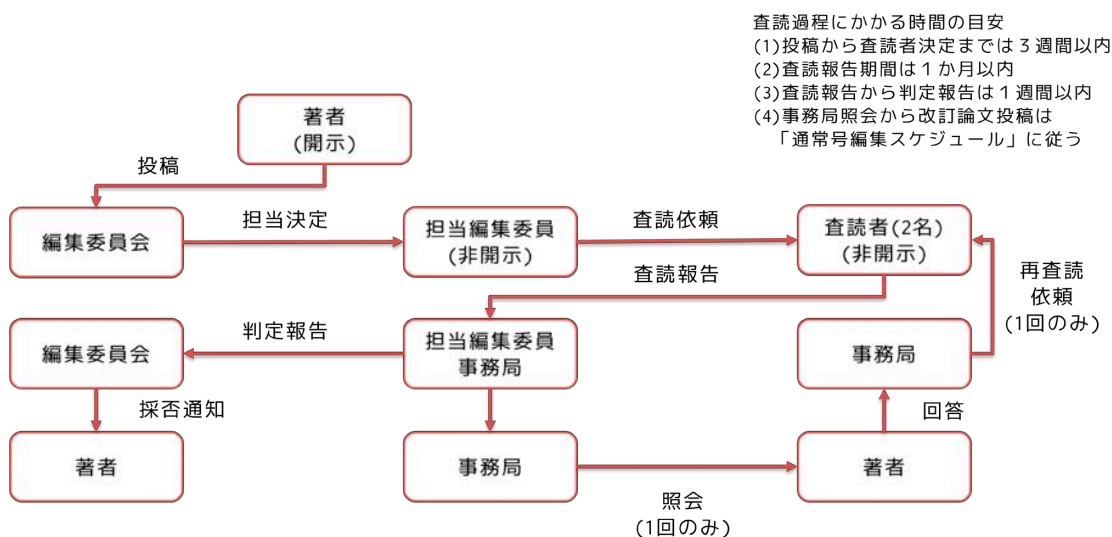 査読過程にかかる時間の目安
(1)投稿から査読者決定までは３週間以内
(2)査読報告期間は１か月以内
(3)査読報告から判定報告は１週間以内
(4)事務局照会から改訂論文投稿は
「通常号編集スケジュール」に従う
著者
(開示)
投稿
編集委員会
担当決定
担当編集委員
(非開示)
査読依頼
査読者(2名)
(非開示)
査読報告
再査読
依頼
(1回のみ)
編集委員会
判定報告
担当編集委員
事務局
事務局
採否通知
回答
著者
事務局
著者
照会
(1回のみ)